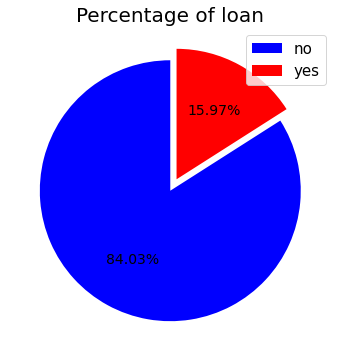 Percentage of loan
no
yes
15.97%
84.03%